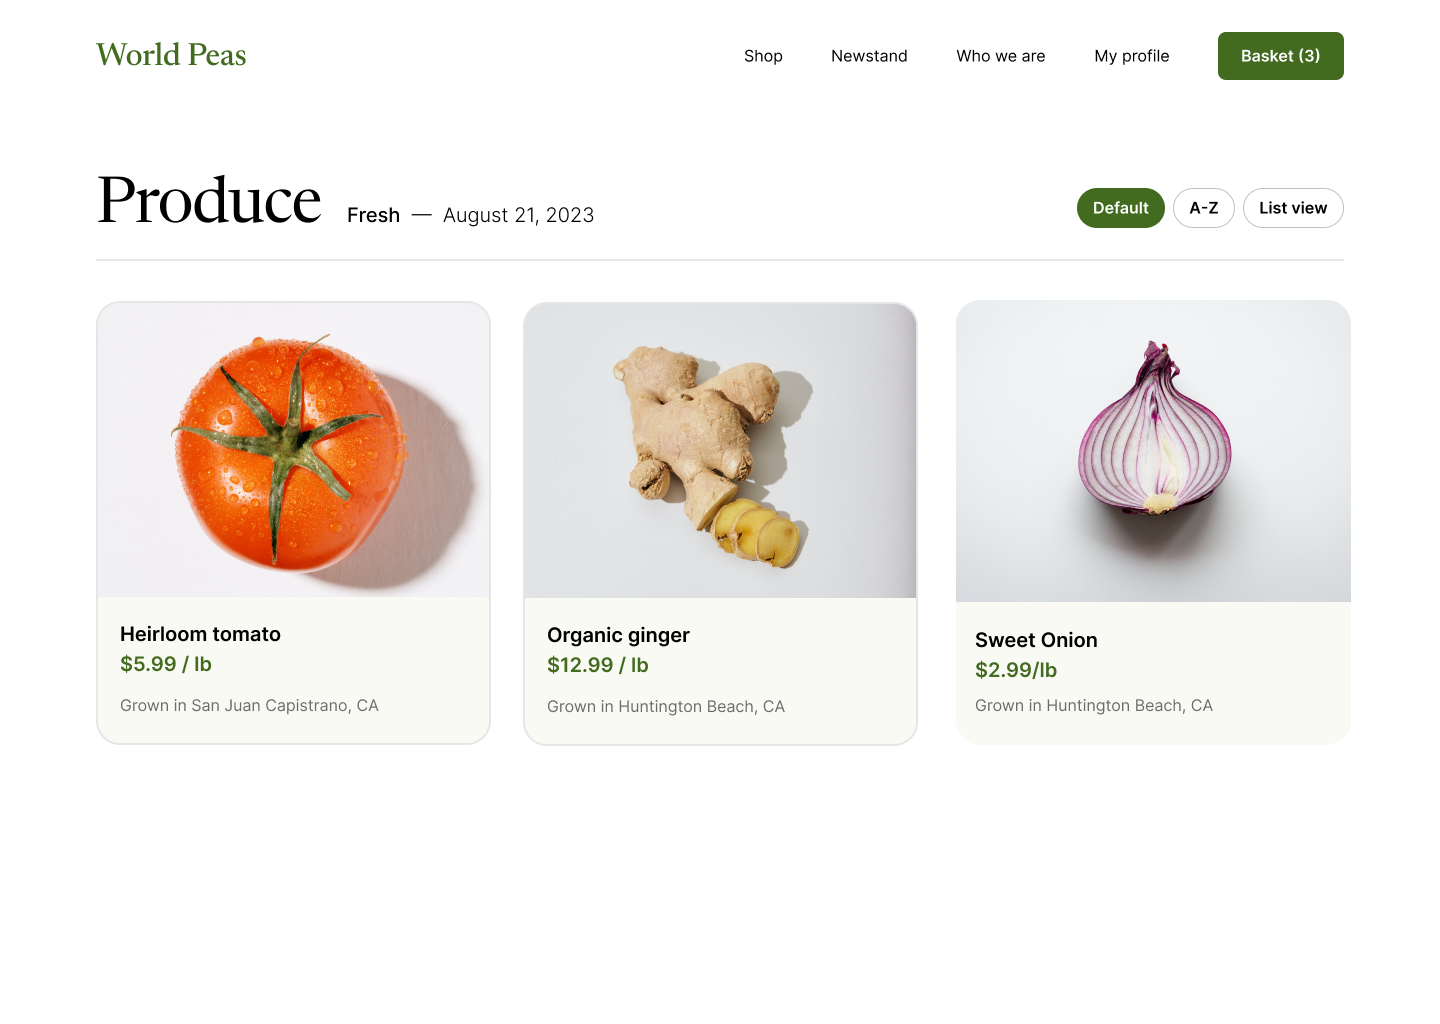 World Peas
Shop Newstand Who we are My profile Basket (3)
Produce Fresh — August 21, 2023 Default A-Z List view
Heirloom tomato
$5.99 / lb
Grown in San Juan Capistrano, CA
Organic ginger
$12.99 / lb
Grown in Huntington Beach, CA
Sweet Onion
$2.99/lb
Grown in Huntington Beach, CA